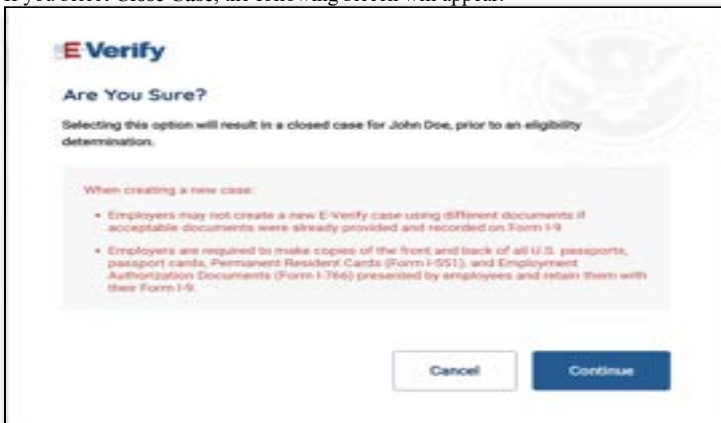 If you select Close Case, the following screen will appear:
E-Verify
Are You Sure?
Selecting this option will result in a closed case for John Doe, prior to an eligibility
determination.
When creating a new case:
• Employers may not create a new E-Verify case using different documents if
acceptable documents were already provided and recorded on Form I-9
• Employers are required to make copies of the front and back of all U.S. passports,
passport cards, Permanent Resident Cards (Form I-551), and Employment
Authorization Documents (Form I-766) presented by employees and retain them with
their Form I-9.
Cancel
Continue